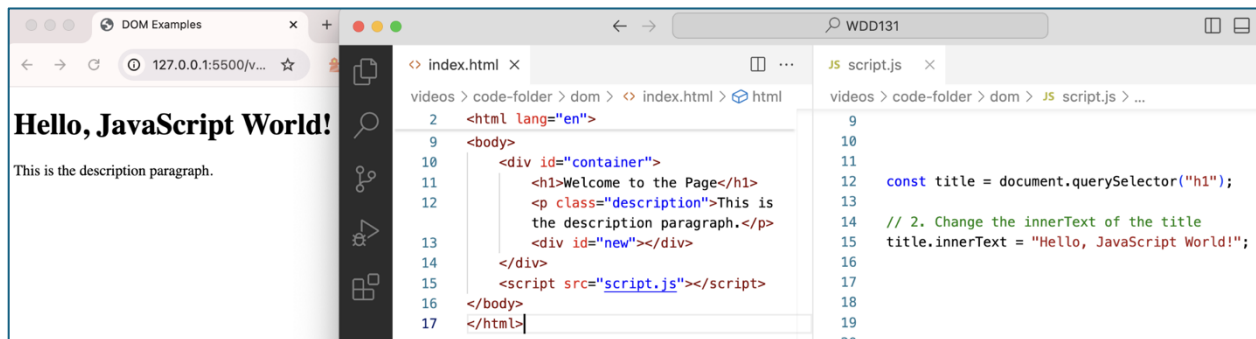 DOM Examples
127.0.0.1:5500/v...
Hello, JavaScript World!
This is the description paragraph.
WDD131
index.html
videos > code-folder > dom > <> index.html > html
2 <html lang="en">
9 <body>
10 <div id="container">
11 <h1>Welcome to the Page</h1>
12 <p class="description">This is
the description paragraph.</p>
13 <div id="new"></div>
14 </div>
15 <script src="script.js"></script>
16 </body>
17 </html>
JS script.js
videos > code-folder > dom > JS script.js > ...
9
10
11
12 const title = document.querySelector("h1");
13
14 // 2. Change the innerText of the title
15 title.innerText = "Hello, JavaScript World!";
16
17
18
19